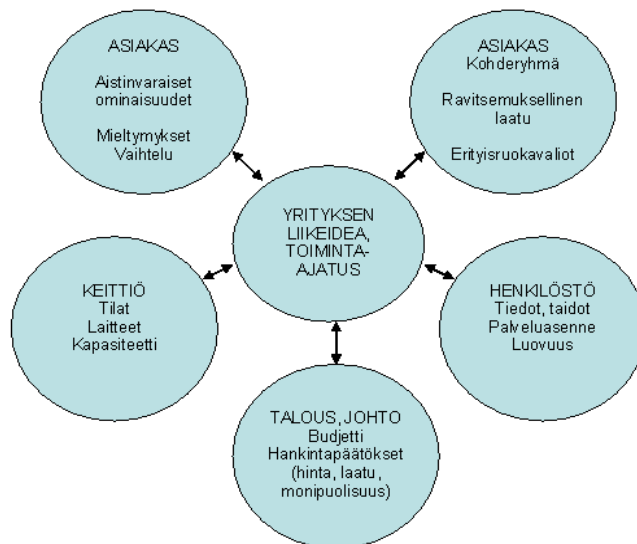 ASIAKAS
Aistinvaraiset
ominaisuudet
Mieltymykset
Vaihtelu
ASIAKAS
Kohderyhmä
Ravitsemuksellinen
laatu
Erityisruokavaliot
YRITYKSEN
LIIKEIDEA,
TOIMINTA-
AJATUS
KEITTIÖ
Tilat
Laitteet
Kapasiteetti
HENKILÖSTÖ
Tiedot, taidot
Palveluasenne
Luovuus
TALOUS, JOHTO
Budjetti
Hankintapäätökset
(hinta, laatu,
monipuolisuus)